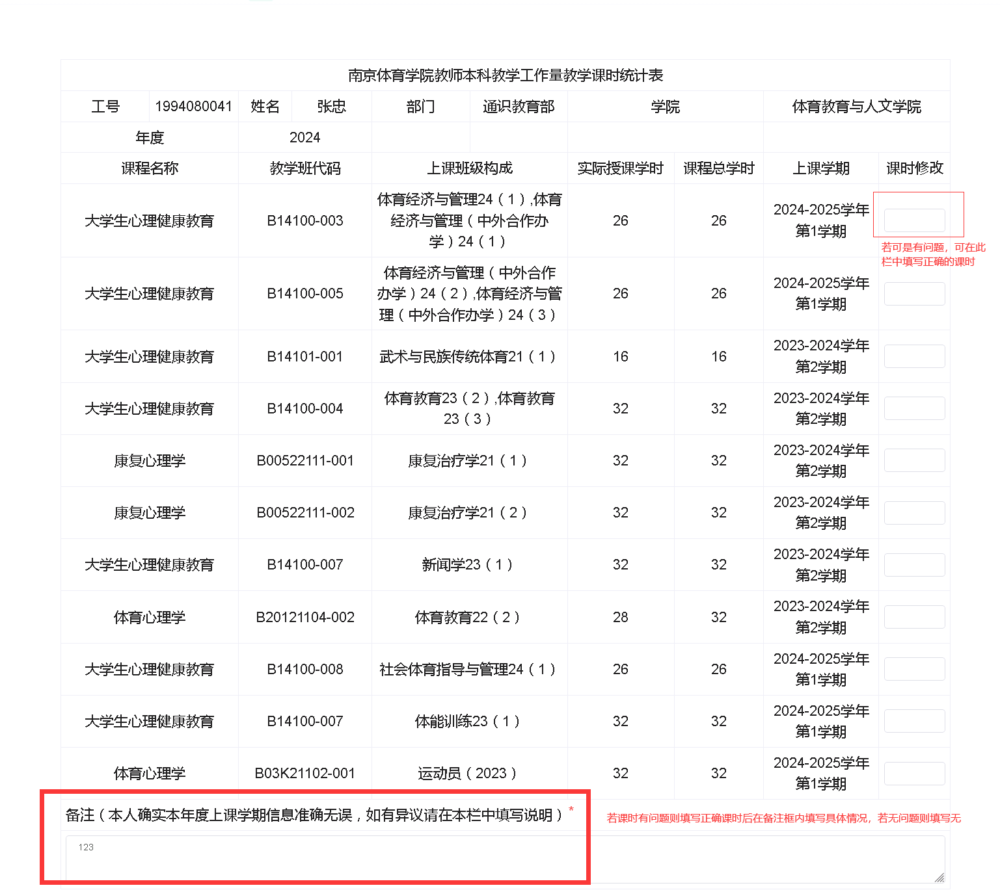 南京体育学院教师本科教学工作量教学课时统计表
工号 1994080041 姓名 张忠 部门 通识教育部 学院 体育教育与人文学院
年度 2024
课程名称 教学班代码 上课班级构成 实际授课学时 课程总学时 上课学期 课时修改
大学生心理健康教育 B14100-003 体育经济与管理24（1）,体育
经济与管理（中外合作办
学）24（1） 26 26 2024-2025学年
第1学期
若可是有问题，可在此
栏中填写正确的课时
大学生心理健康教育 B14100-005 体育经济与管理（中外合作
办学）24（2）,体育经济与管
理（中外合作办学）24（3） 26 26 2024-2025学年
第1学期
大学生心理健康教育 B14101-001 武术与民族传统体育21（1） 16 16 2023-2024学年
第2学期
大学生心理健康教育 B14100-004 体育教育23（2）,体育教育
23（3） 32 32 2023-2024学年
第2学期
康复心理学 B00522111-001 康复治疗学21（1） 32 32 2023-2024学年
第2学期
康复心理学 B00522111-002 康复治疗学21（2） 32 32 2023-2024学年
第2学期
大学生心理健康教育 B14100-007 新闻学23（1） 32 32 2023-2024学年
第2学期
体育心理学 B20121104-002 体育教育22（2） 28 32 2023-2024学年
第2学期
大学生心理健康教育 B14100-008 社会体育指导与管理24（1） 26 26 2024-2025学年
第1学期
大学生心理健康教育 B14100-007 体能训练23（1） 32 32 2024-2025学年
第1学期
体育心理学 B03K21102-001 运动员（2023） 32 32 2024-2025学年
第1学期
备注（本人确实本年度上课学期信息准确无误，如有异议请在本栏中填写说明）*
若课时有问题则填写正确课时后在备注框内填写具体情况，若无问题则填写无
123